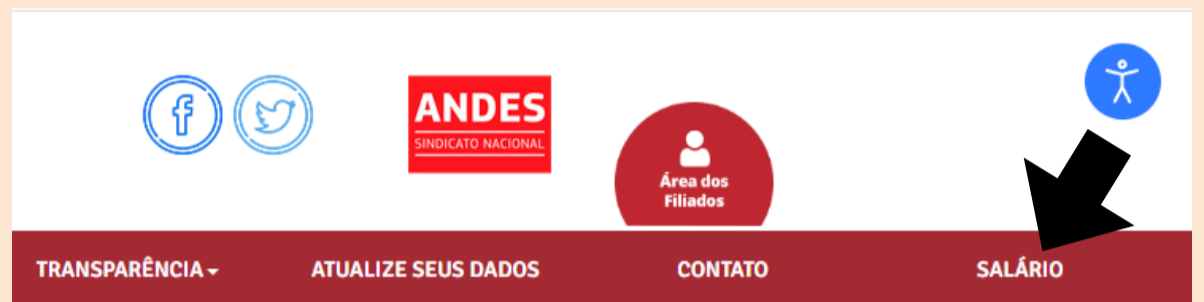 f
ANDES
SINDICATO NACIONAL
Área dos
Filiados
TRANSPARÊNCIA
ATUALIZE SEUS DADOS
CONTATO
SALÁRIO